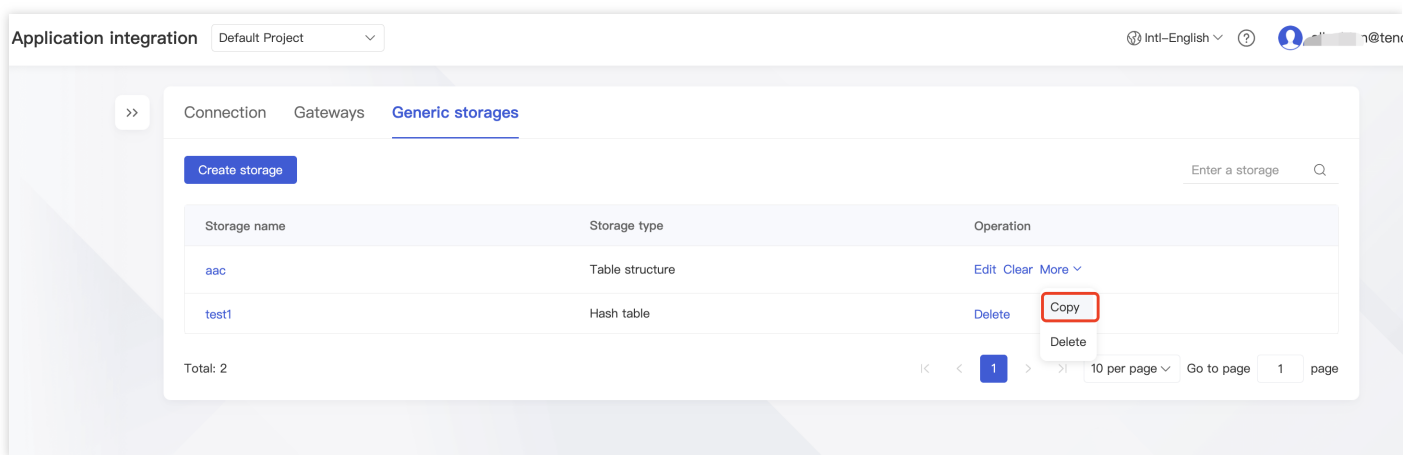 Application integration Default Project Intl-English
Connection Gateways Generic storages
Create storage Enter a storage
Storage name Storage type Operation
aac Table structure Edit Clear More
test1 Hash table Delete
Copy
Delete
Total: 2 1 10 per page Go to page 1 page